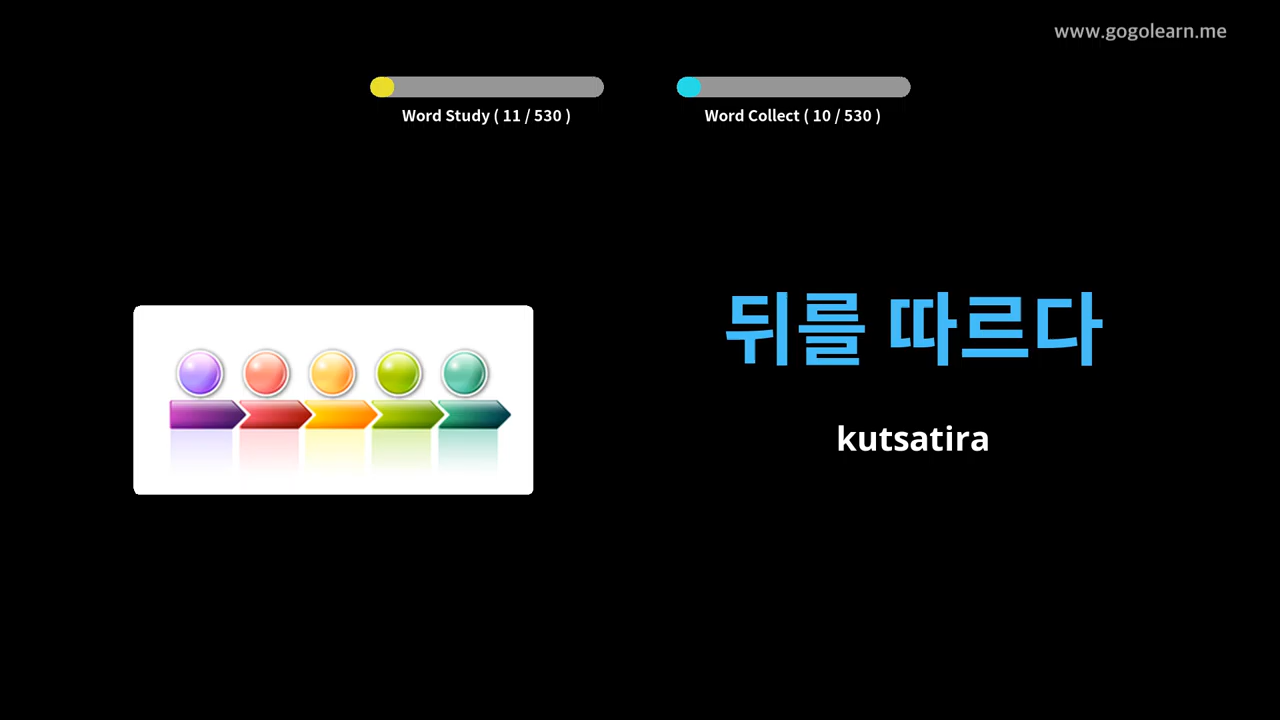 www.gogolearn.me
Word Study ( 11 / 530 )
Word Collect ( 10 / 530 )
뒤를 따르다
kutsatira